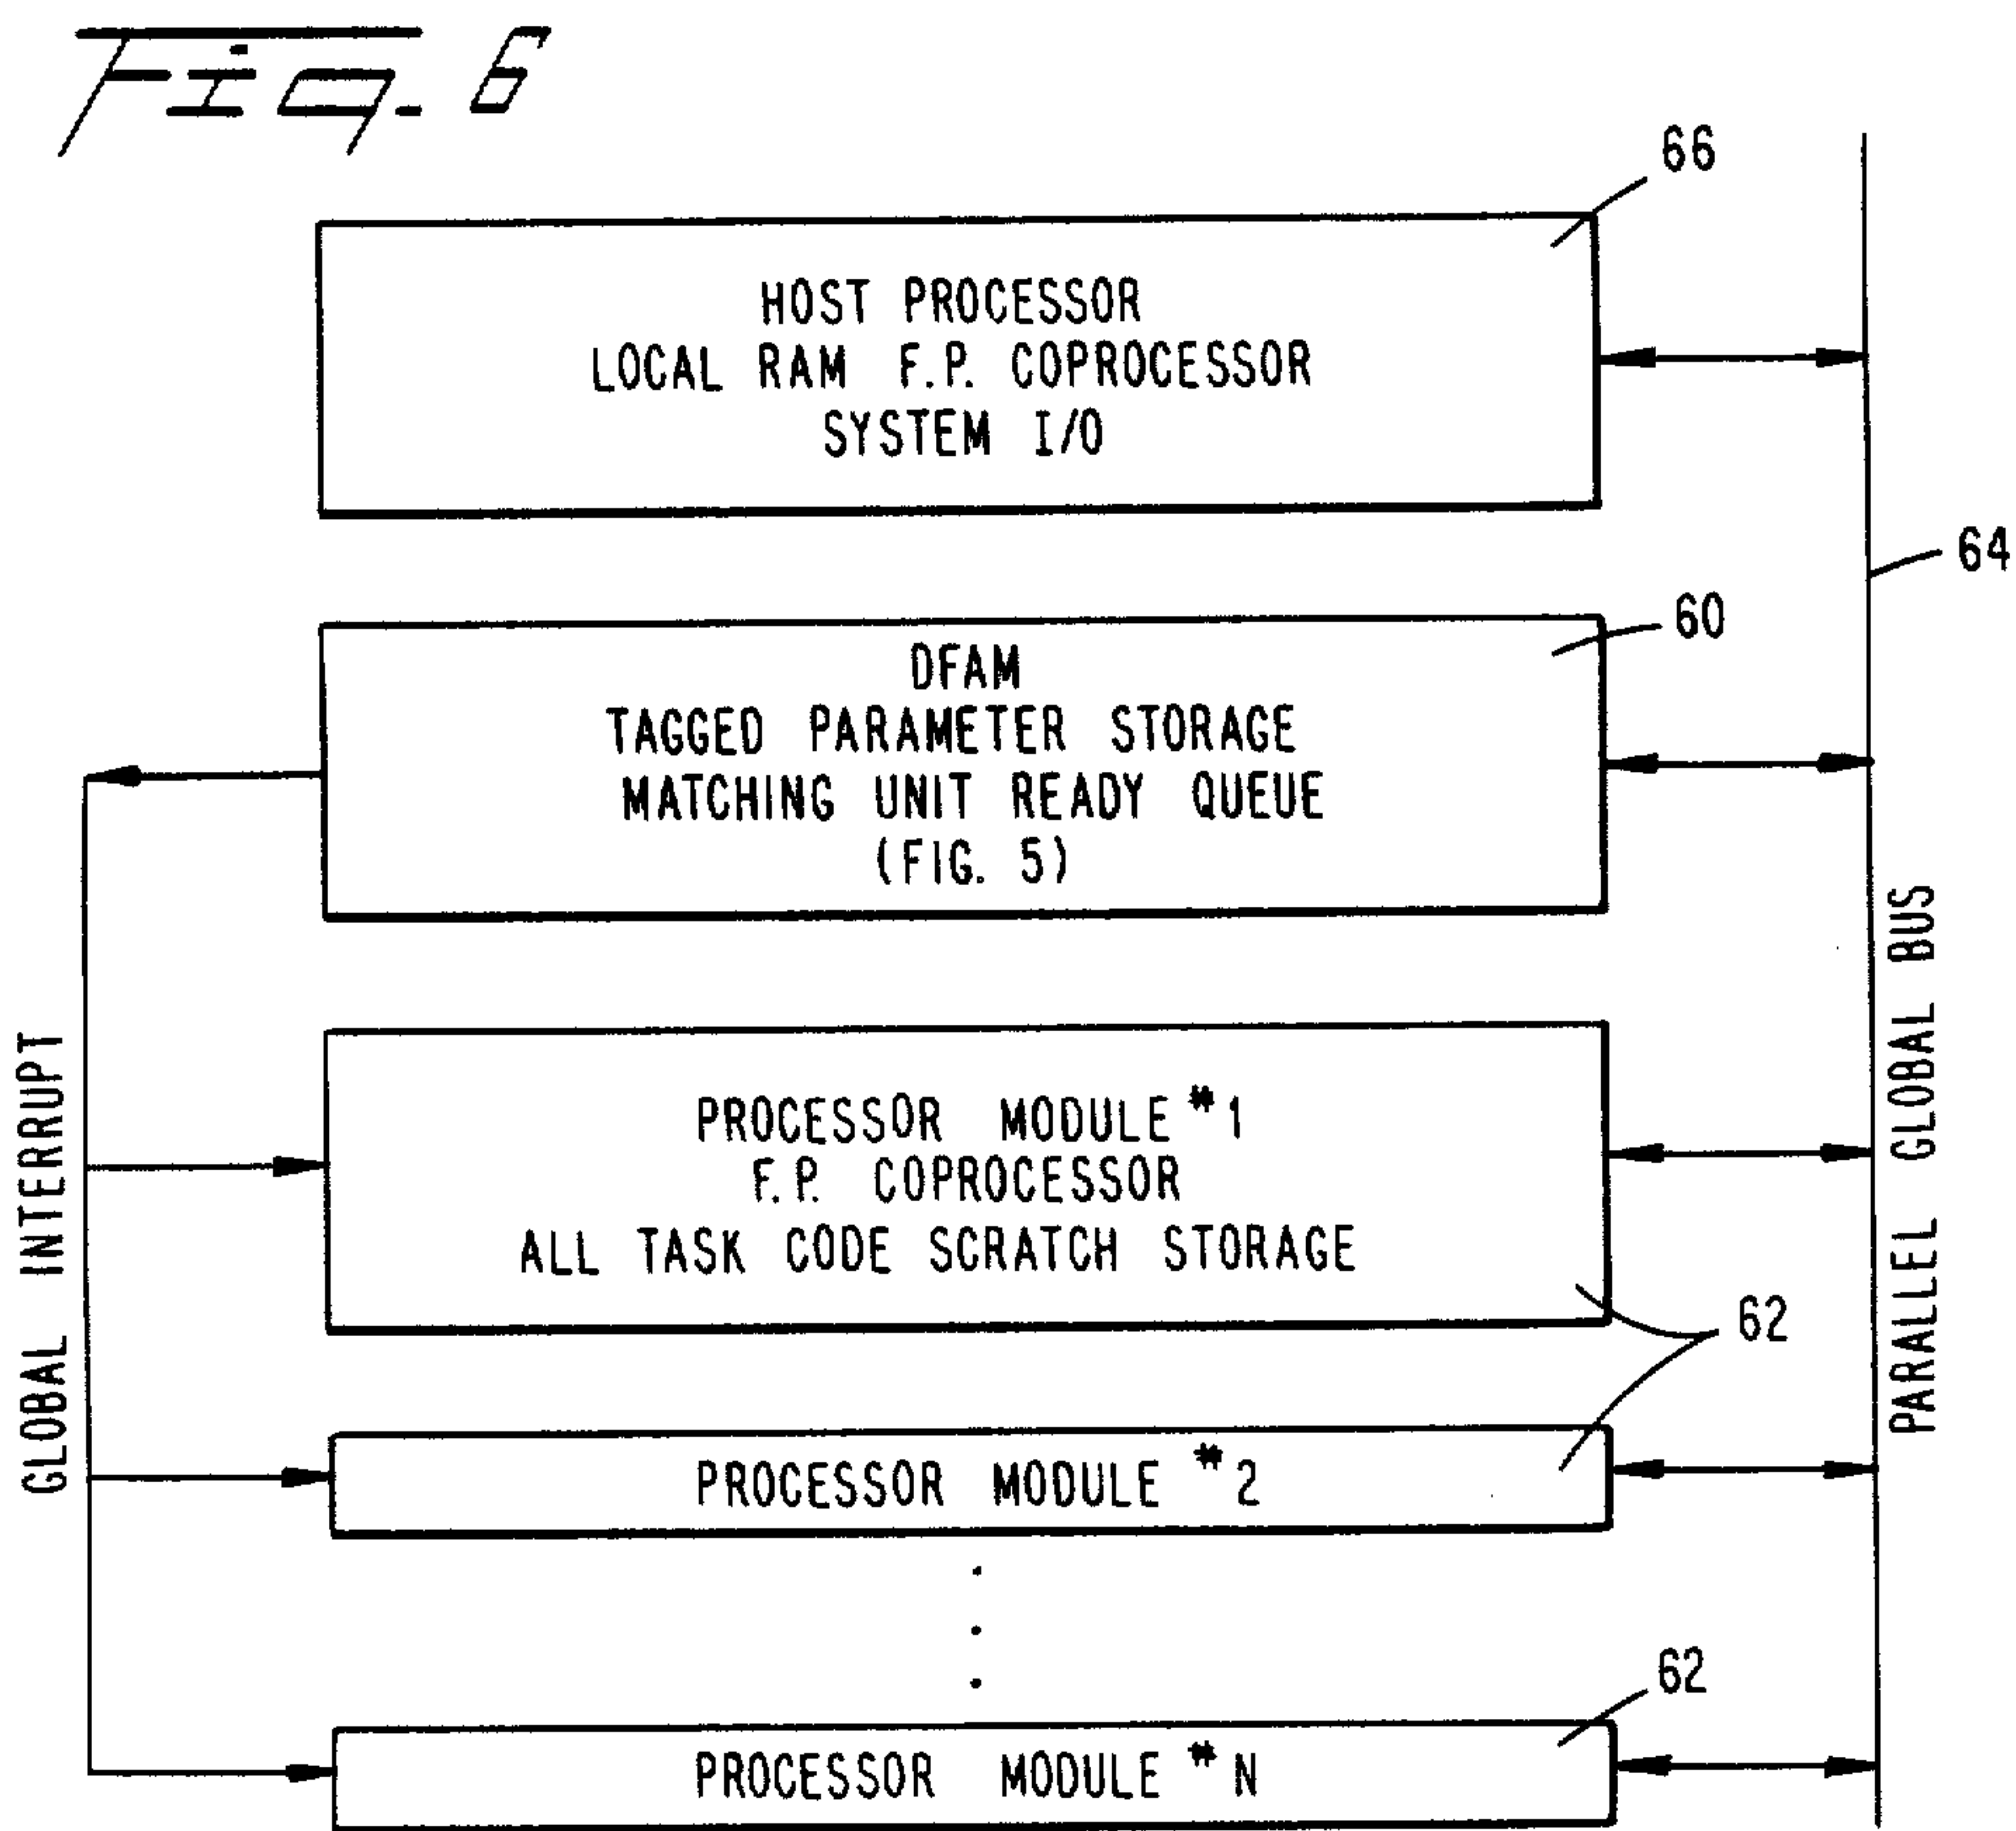 Fig. 6
66
HOST PROCESSOR
LOCAL RAM F.P. COPROCESSOR
SYSTEM I/O
64
60
DFAM
TAGGED PARAMETER STORAGE
MATCHING UNIT READY QUEUE
(FIG. 5)
GLOBAL INTERRUPT
PARALLEL GLOBAL BUS
PROCESSOR MODULE #1
F.P. COPROCESSOR
ALL TASK CODE SCRATCH STORAGE
62
PROCESSOR MODULE #2
62
PROCESSOR MODULE #N